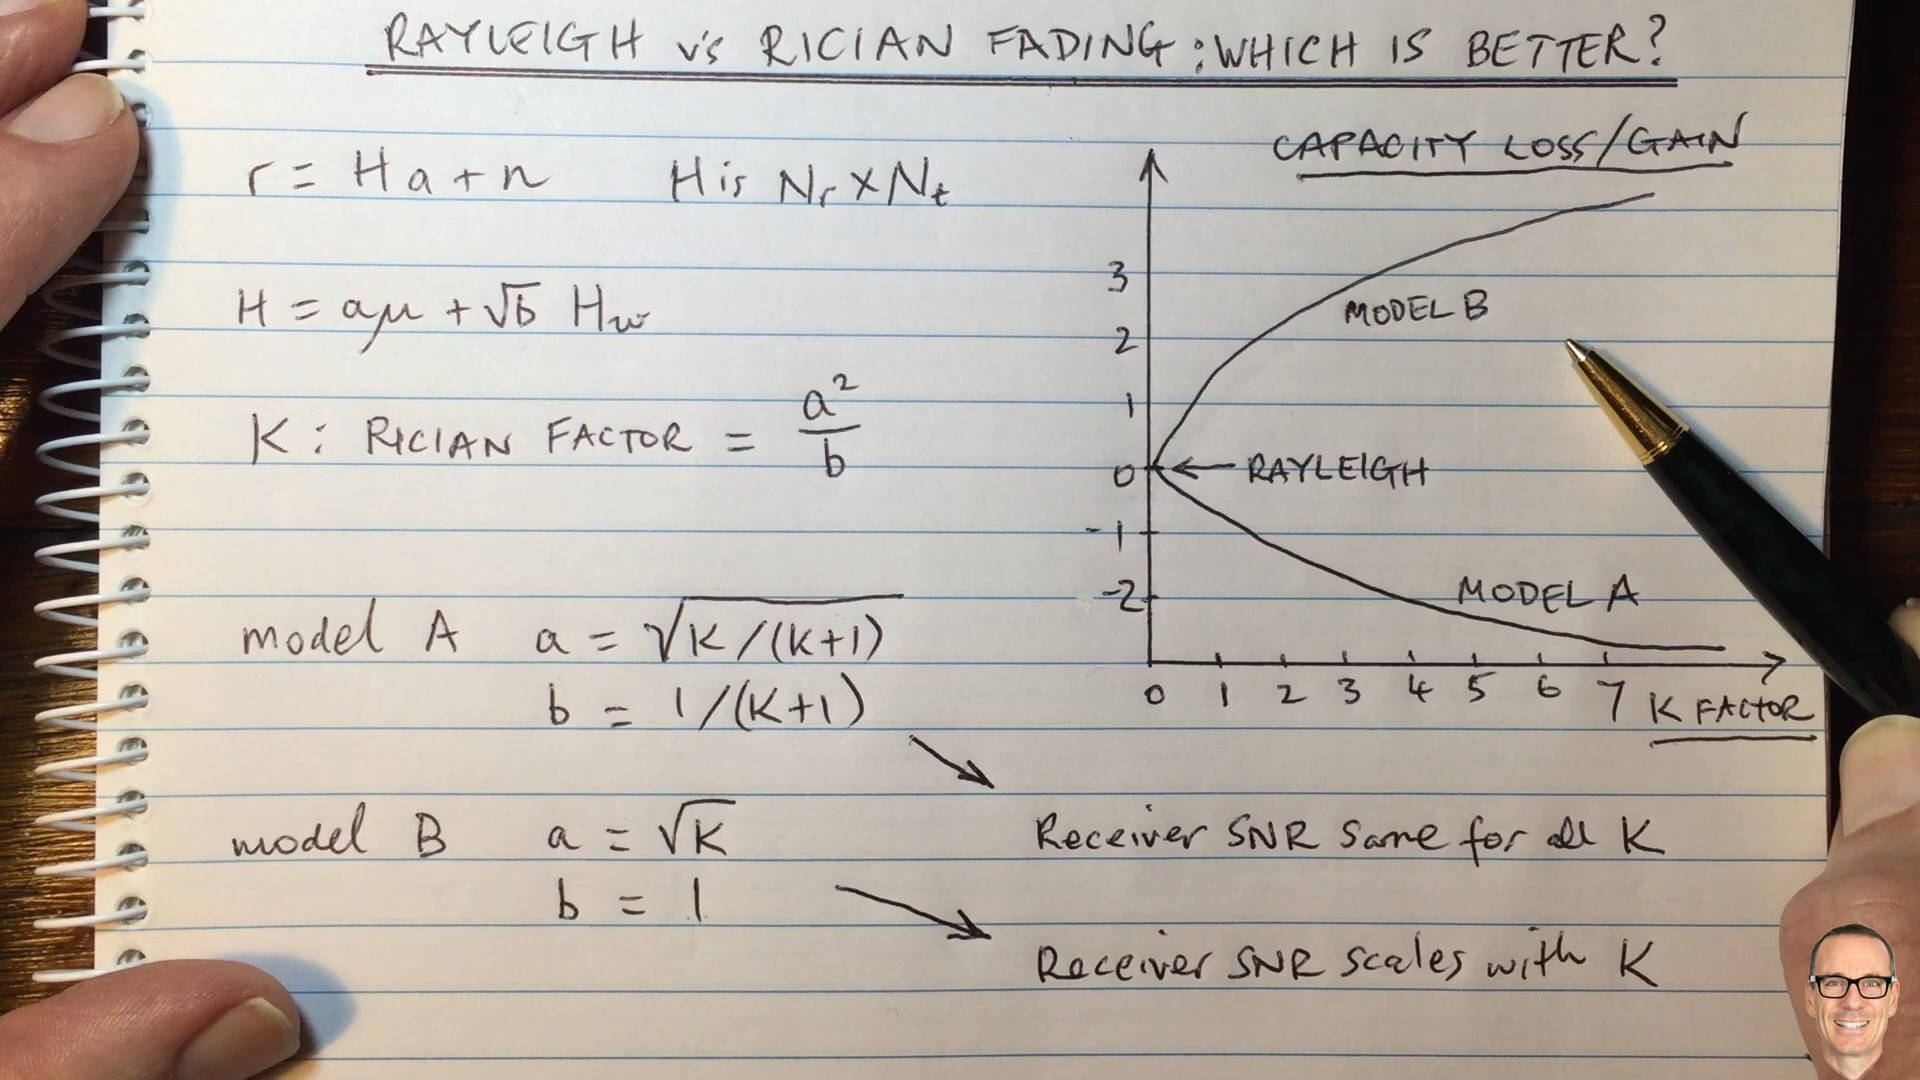 RAYLEIGH v's RICIAN FADING : WHICH IS BETTER?
r = Ha + n     H is Nr × Nt
H = aμ + √b Hw
K : RICIAN FACTOR = a²/b
model A   a = √K/(K+1)
b = 1/(K+1)
model B   a = √K
b = 1
CAPACITY LOSS/GAIN
3
2
1
0
-1
-2
MODEL B
← RAYLEIGH
MODEL A
0 1 2 3 4 5 6 7 K FACTOR
Receiver SNR same for all K
Receiver SNR scales with K